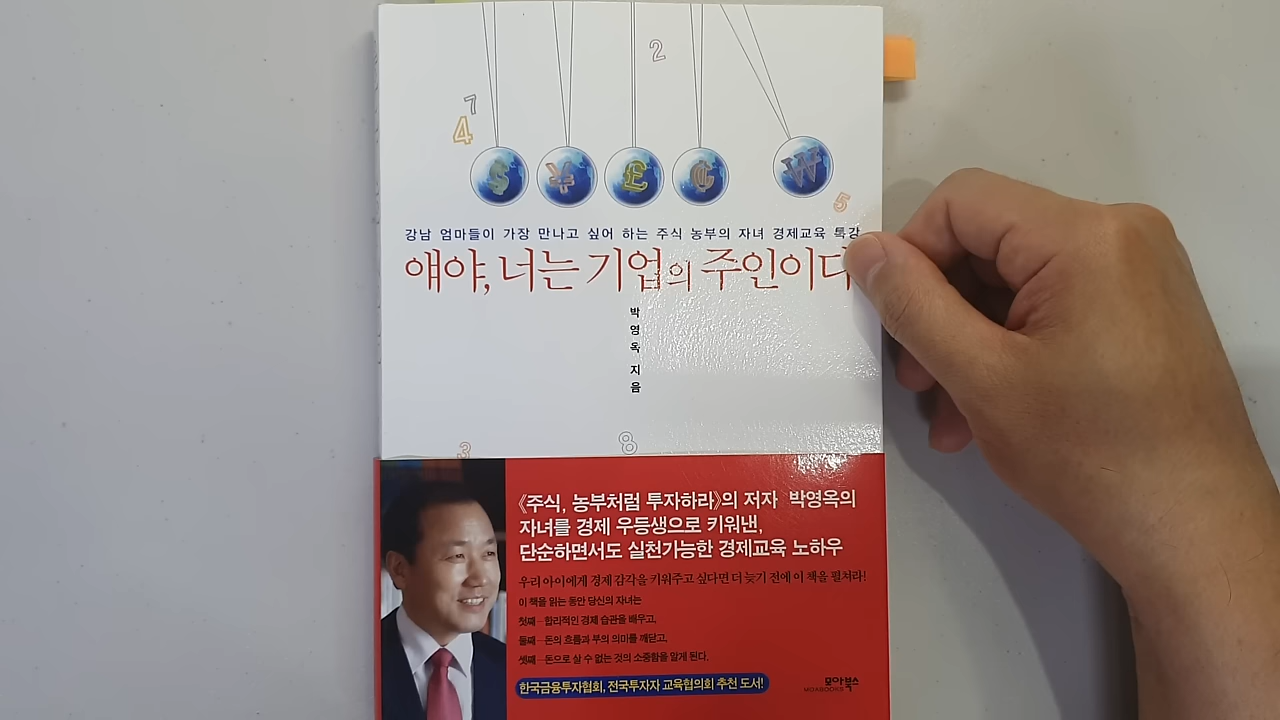 2
7
4
$ ¥ £ ₵ W
5
강남 엄마들이 가장 만나고 싶어 하는 주식 농부의 자녀 경제교육 특강
얘야, 너는 기업의 주인이다
박영옥 지음
3
8
《주식, 농부처럼 투자하라》의 저자 박영옥의
자녀를 경제 우등생으로 키워낸,
단순하면서도 실천가능한 경제교육 노하우
우리 아이에게 경제 감각을 키워주고 싶다면 더 늦기 전에 이 책을 펼쳐라!
이 책을 읽는 동안 당신의 자녀는
첫째―합리적인 경제 습관을 배우고,
둘째―돈의 흐름과 부의 의미를 깨닫고,
셋째―돈으로 살 수 없는 것의 소중함을 알게 된다.
한국금융투자협회, 전국투자자 교육협의회 추천 도서!
모아북스
MOABOOKS